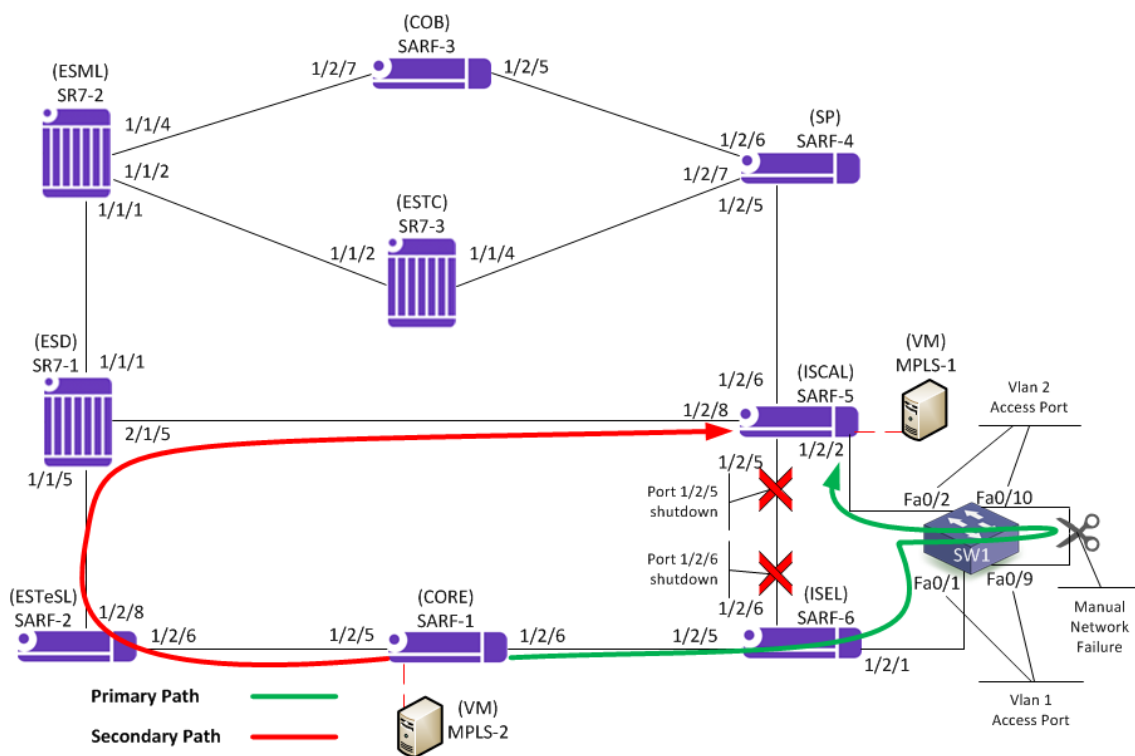 (COB)
SARF-3
1/2/7
1/2/5
(ESML)
SR7-2
1/1/4
1/1/2
1/1/1
(SP)
SARF-4
1/2/6
1/2/7
1/2/5
(ESTC)
SR7-3
1/1/2
1/1/4
(ESD)
SR7-1
1/1/1
2/1/5
1/1/5
(ISCAL)
SARF-5
1/2/6
1/2/8
1/2/2
1/2/5
(VM)
MPLS-1
Vlan 2
Access Port
Port 1/2/5
shutdown
Port 1/2/6
shutdown
Fa0/2
Fa0/10
SW1
Fa0/1
Fa0/9
Manual
Network
Failure
(ESTeSL)
SARF-2
1/2/8
1/2/6
(CORE)
SARF-1
1/2/5
1/2/6
(ISEL)
SARF-6
1/2/6
1/2/5
1/2/1
Vlan 1
Access Port
(VM)
MPLS-2
Primary Path
Secondary Path